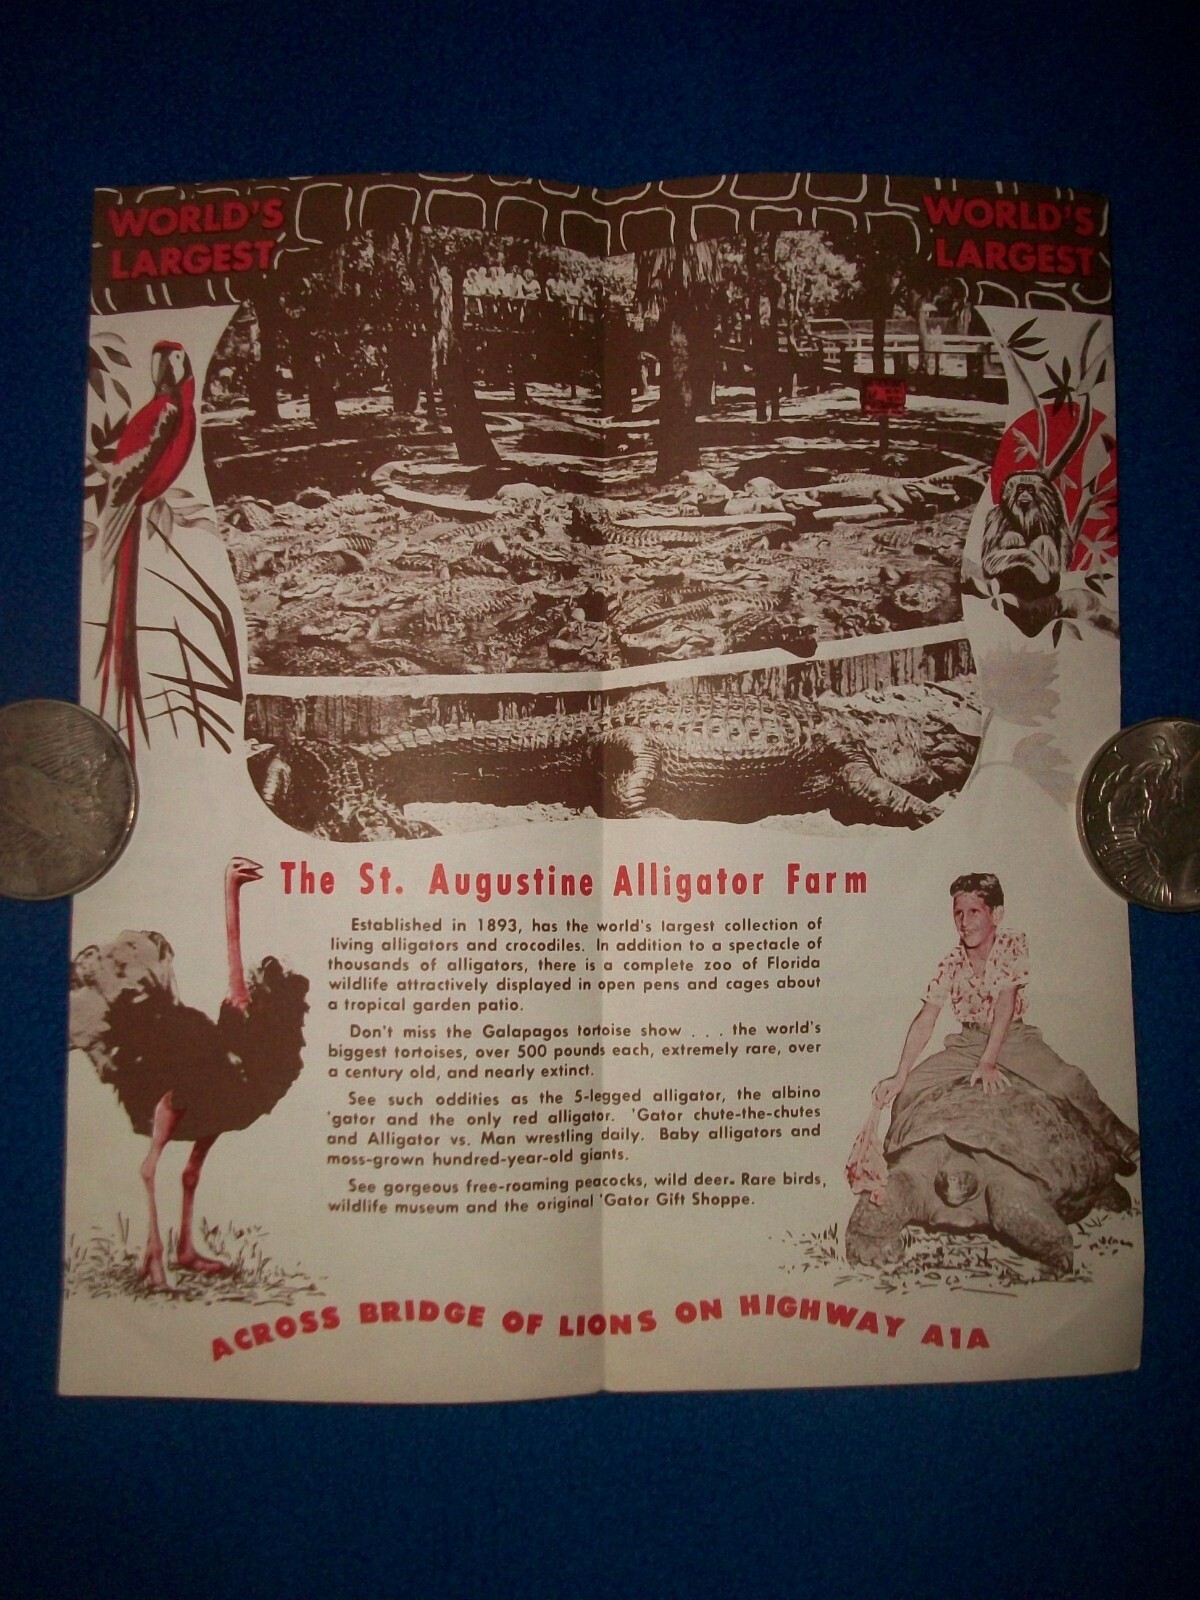 WORLD'S
LARGEST
WORLD'S
LARGEST
The St. Augustine Alligator Farm
Established in 1893, has the world's largest collection of
living alligators and crocodiles. In addition to a spectacle of
thousands of alligators, there is a complete zoo of Florida
wildlife attractively displayed in open pens and cages about
a tropical garden patio.
Don't miss the Galapagos tortoise show . . . the world's
biggest tortoises, over 500 pounds each, extremely rare, over
a century old, and nearly extinct.
See such oddities as the 5-legged alligator, the albino
'gator and the only red alligator. 'Gator chute-the-chutes
and Alligator vs. Man wrestling daily. Baby alligators and
moss-grown hundred-year-old giants.
See gorgeous free-roaming peacocks, wild deer. Rare birds,
wildlife museum and the original 'Gator Gift Shoppe.
ACROSS BRIDGE OF LIONS ON HIGHWAY A1A